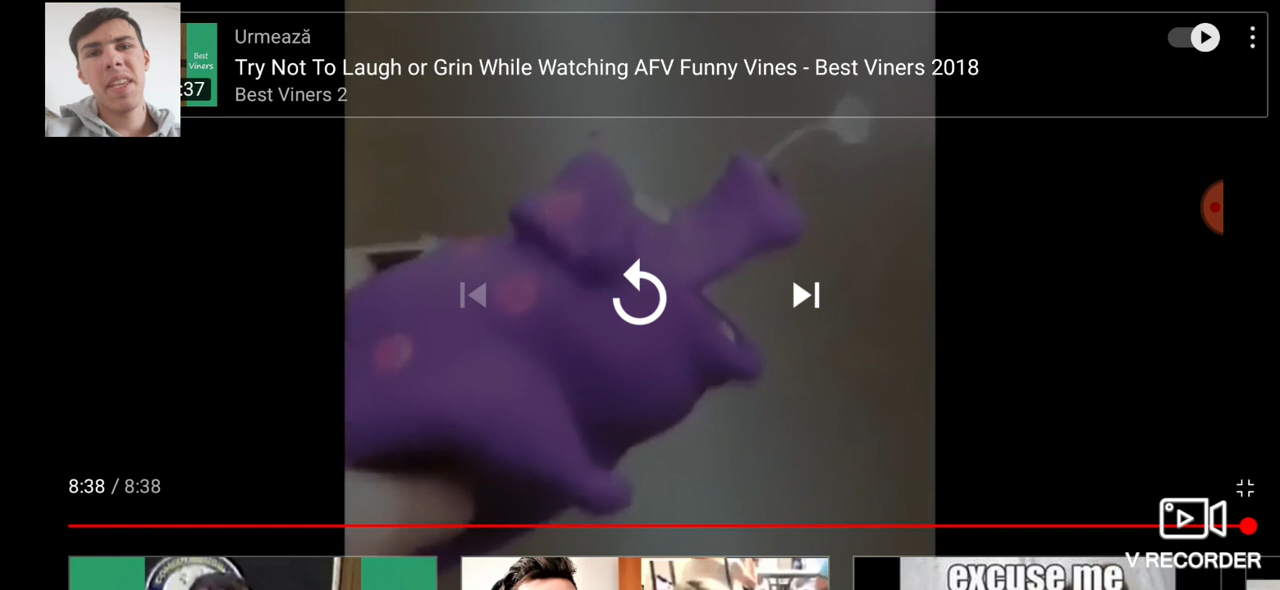 Urmează
Try Not To Laugh or Grin While Watching AFV Funny Vines - Best Viners 2018
Best Viners 2
Best
Viners
:37
8:38 / 8:38
V RECORDER
excuse me